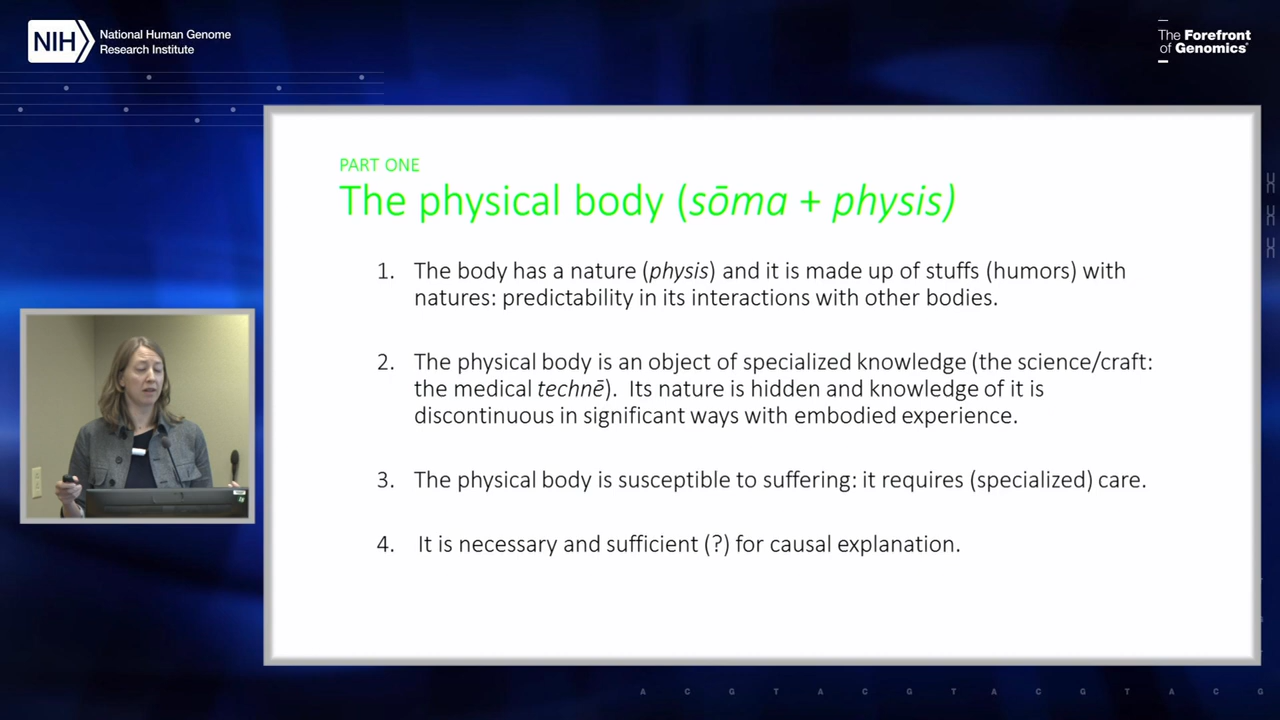 NIH
National Human Genome
Research Institute
The Forefront
of Genomics®
PART ONE
The physical body (sōma + physis)
1. The body has a nature (physis) and it is made up of stuffs (humors) with
natures: predictability in its interactions with other bodies.
2. The physical body is an object of specialized knowledge (the science/craft:
the medical technē). Its nature is hidden and knowledge of it is
discontinuous in significant ways with embodied experience.
3. The physical body is susceptible to suffering: it requires (specialized) care.
4. It is necessary and sufficient (?) for causal explanation.
A C G T A C G T A C G T A C G